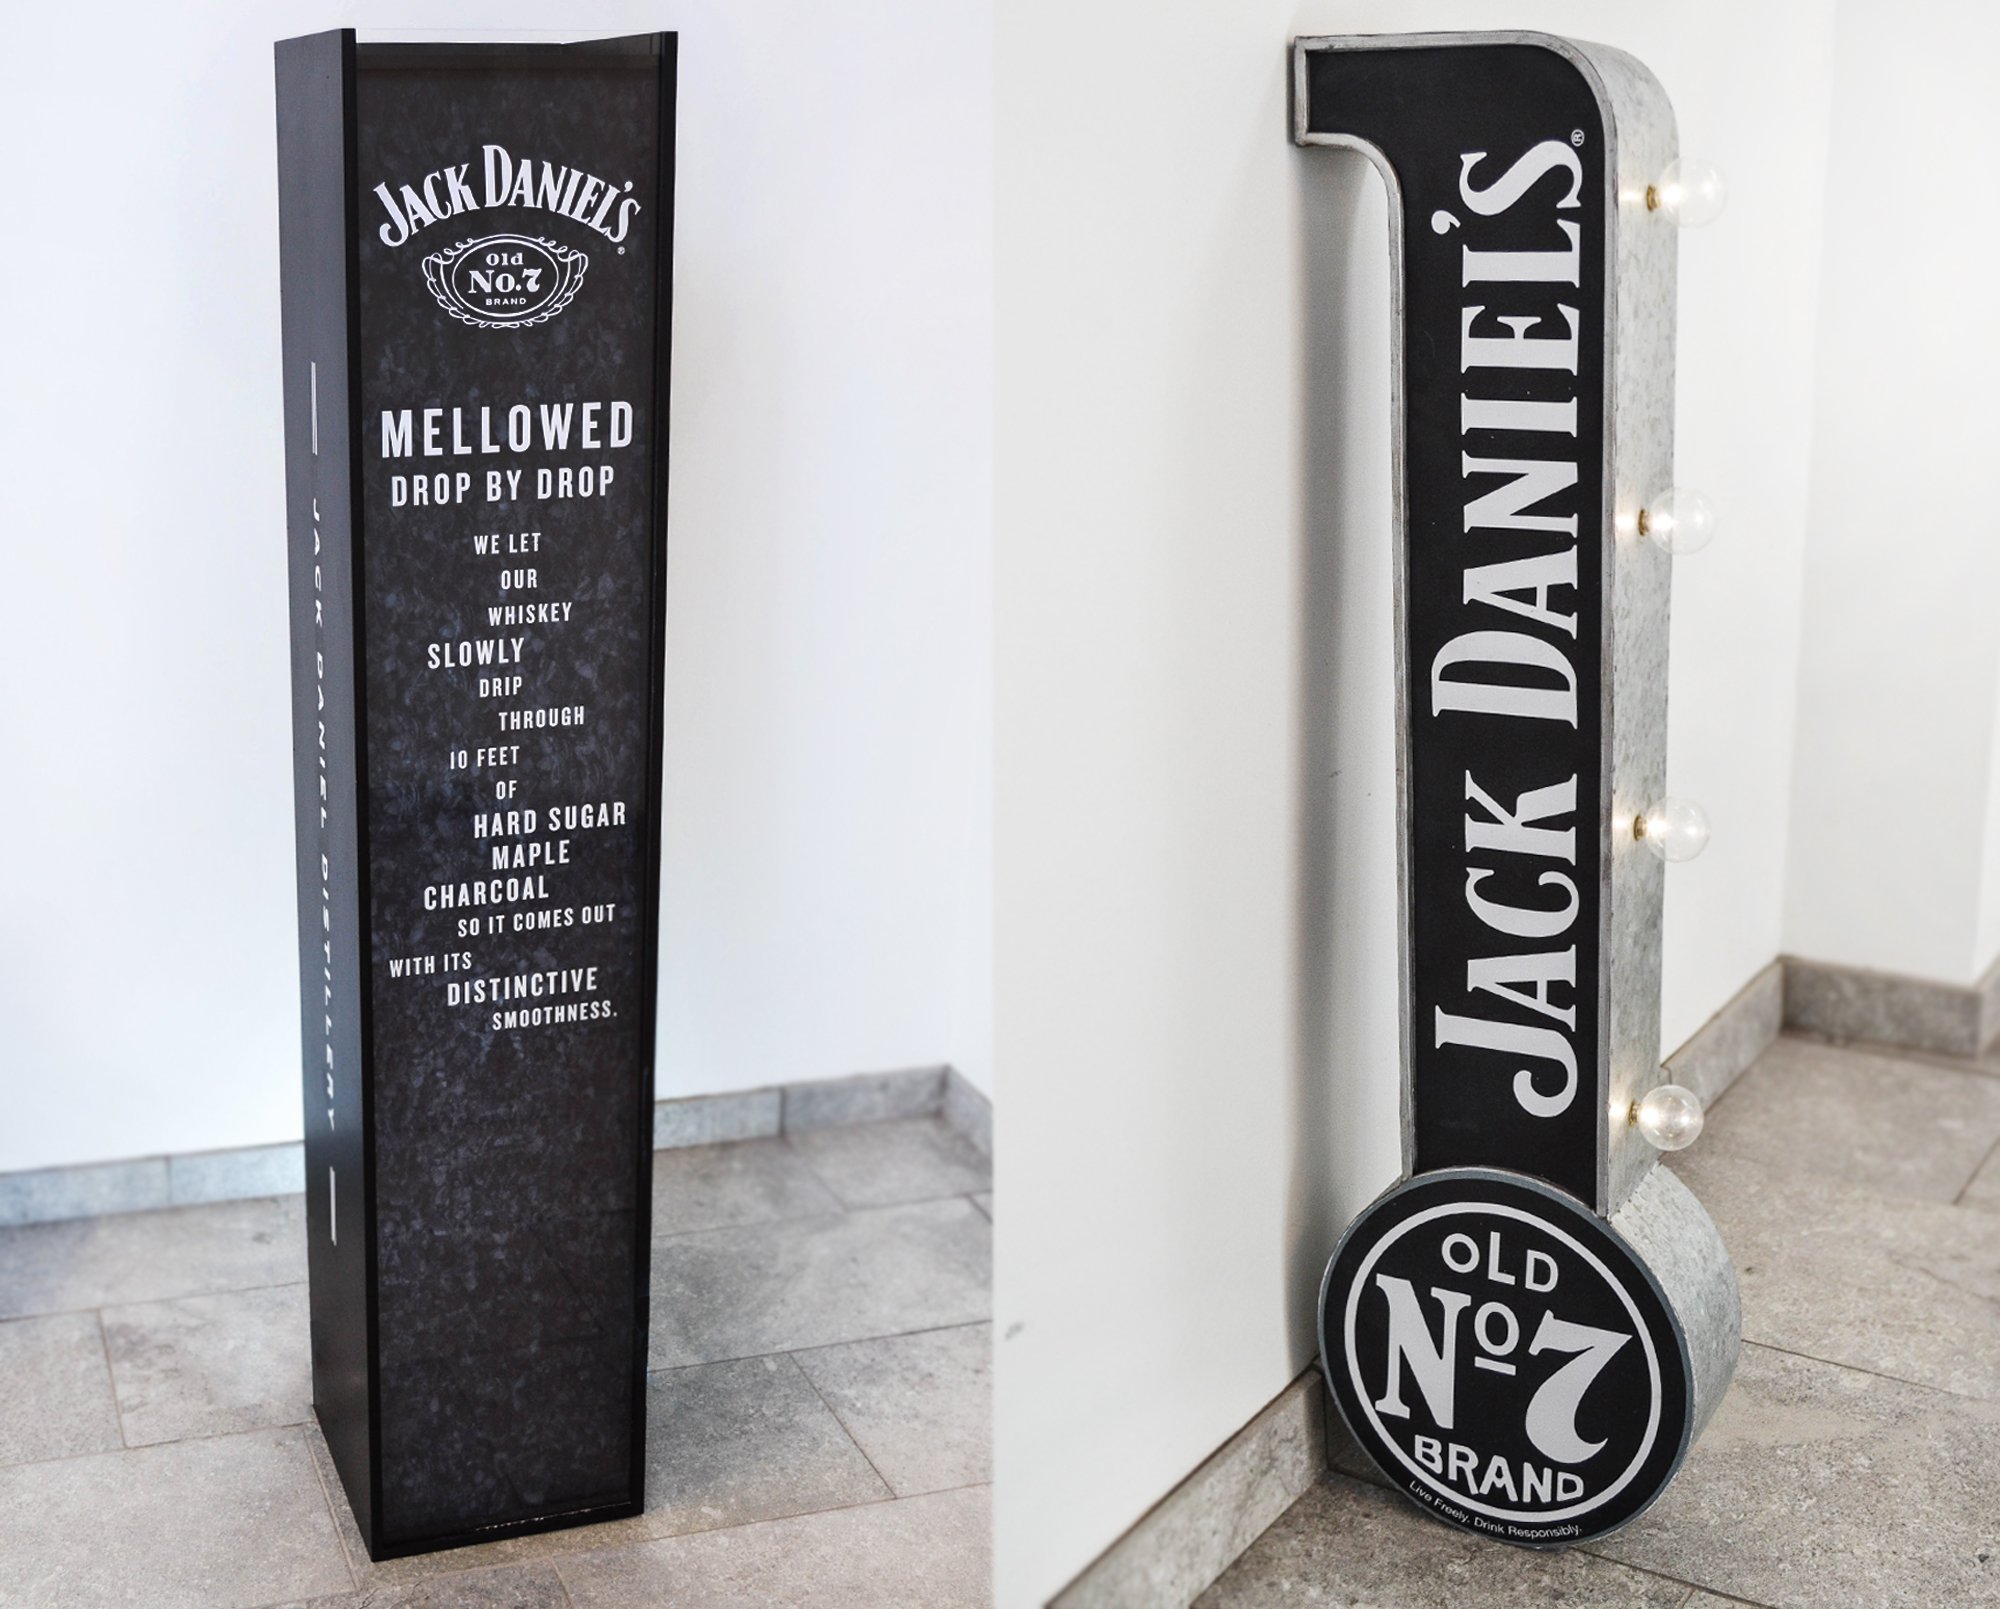 JACK DANIEL'S®
Old
No.7
BRAND
MELLOWED
DROP BY DROP
WE LET
OUR
WHISKEY
SLOWLY
DRIP
THROUGH
10 FEET
OF
HARD SUGAR
MAPLE
CHARCOAL
SO IT COMES OUT
WITH ITS
DISTINCTIVE
SMOOTHNESS.
JACK DANIEL DISTILLERY
JACK DANIEL'S®
OLD
No 7
BRAND
Live Freely. Drink Responsibly.